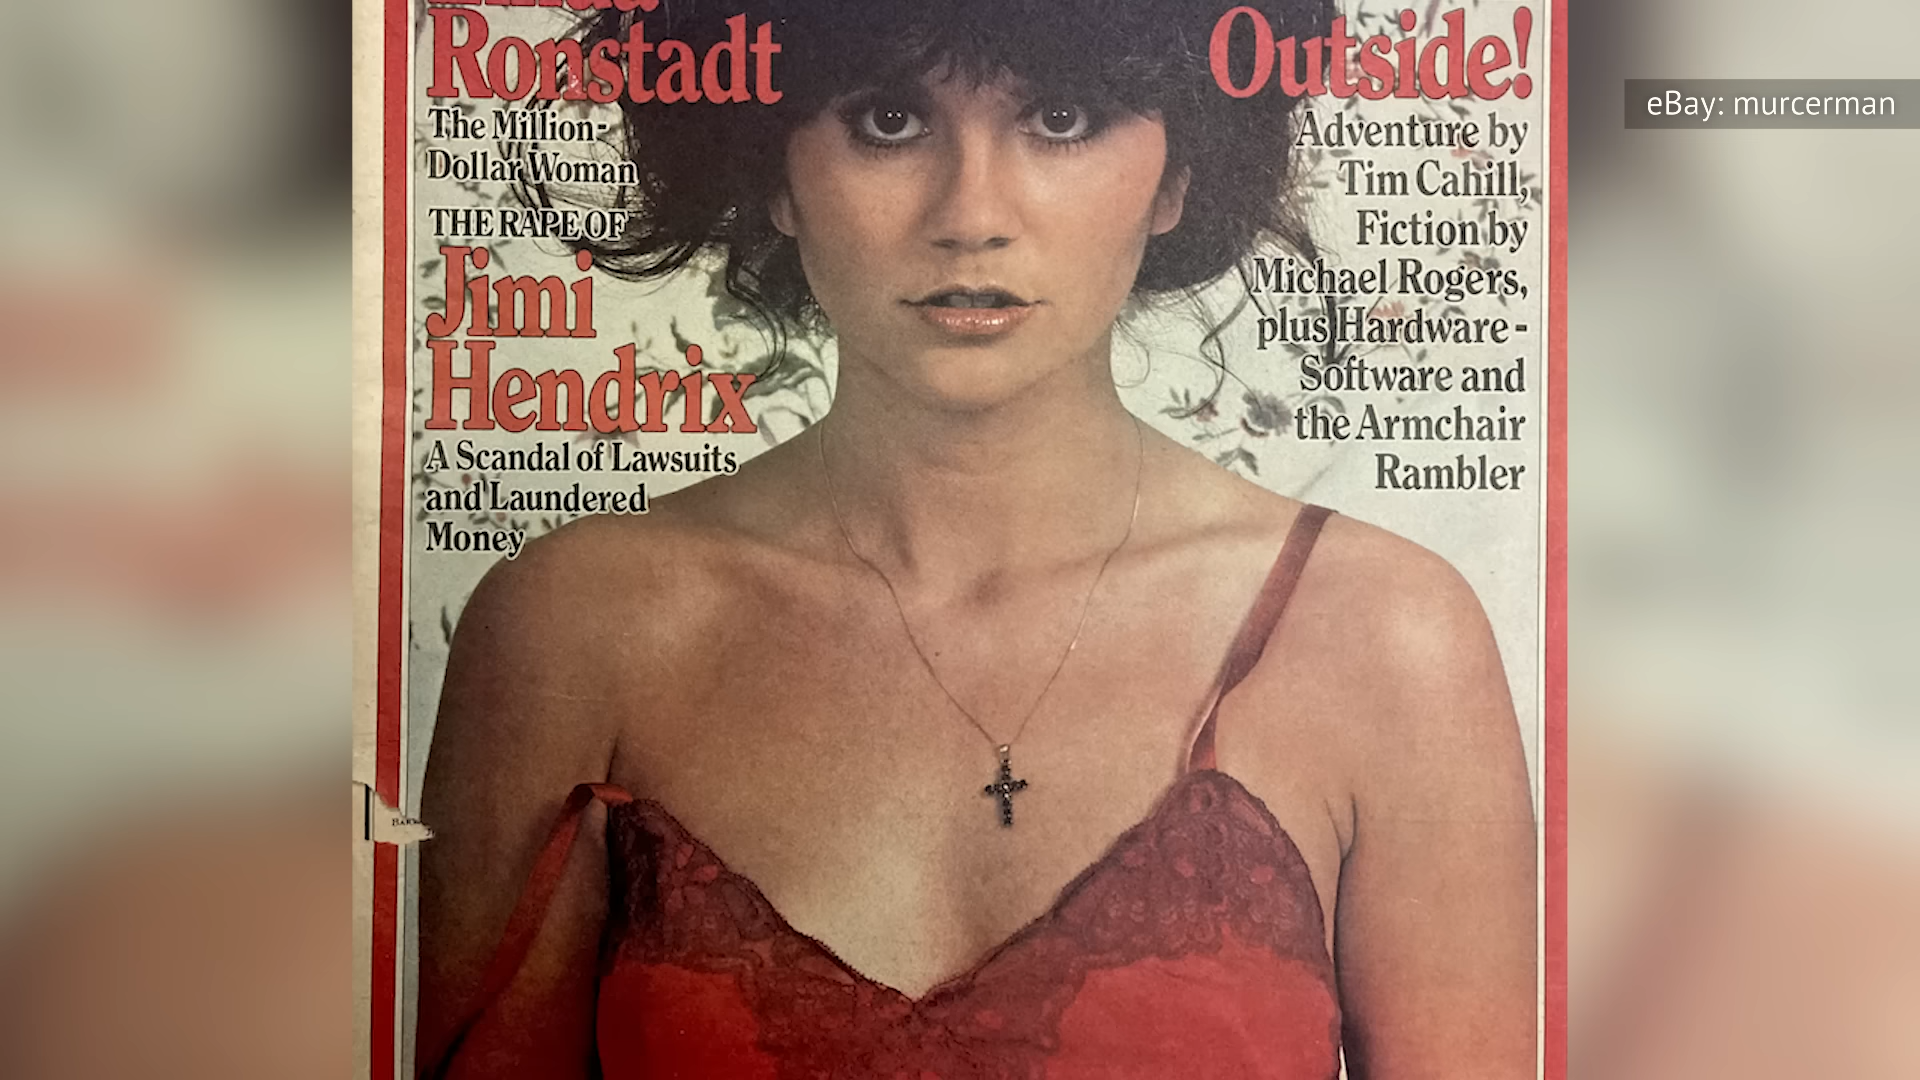 Ronstadt
The Million-
Dollar Woman
THE RAPE OF
Jimi
Hendrix
A Scandal of Lawsuits
and Laundered
Money
Outside!
Adventure by
Tim Cahill,
Fiction by
Michael Rogers,
plus Hardware-
Software and
the Armchair
Rambler
eBay: murcerman